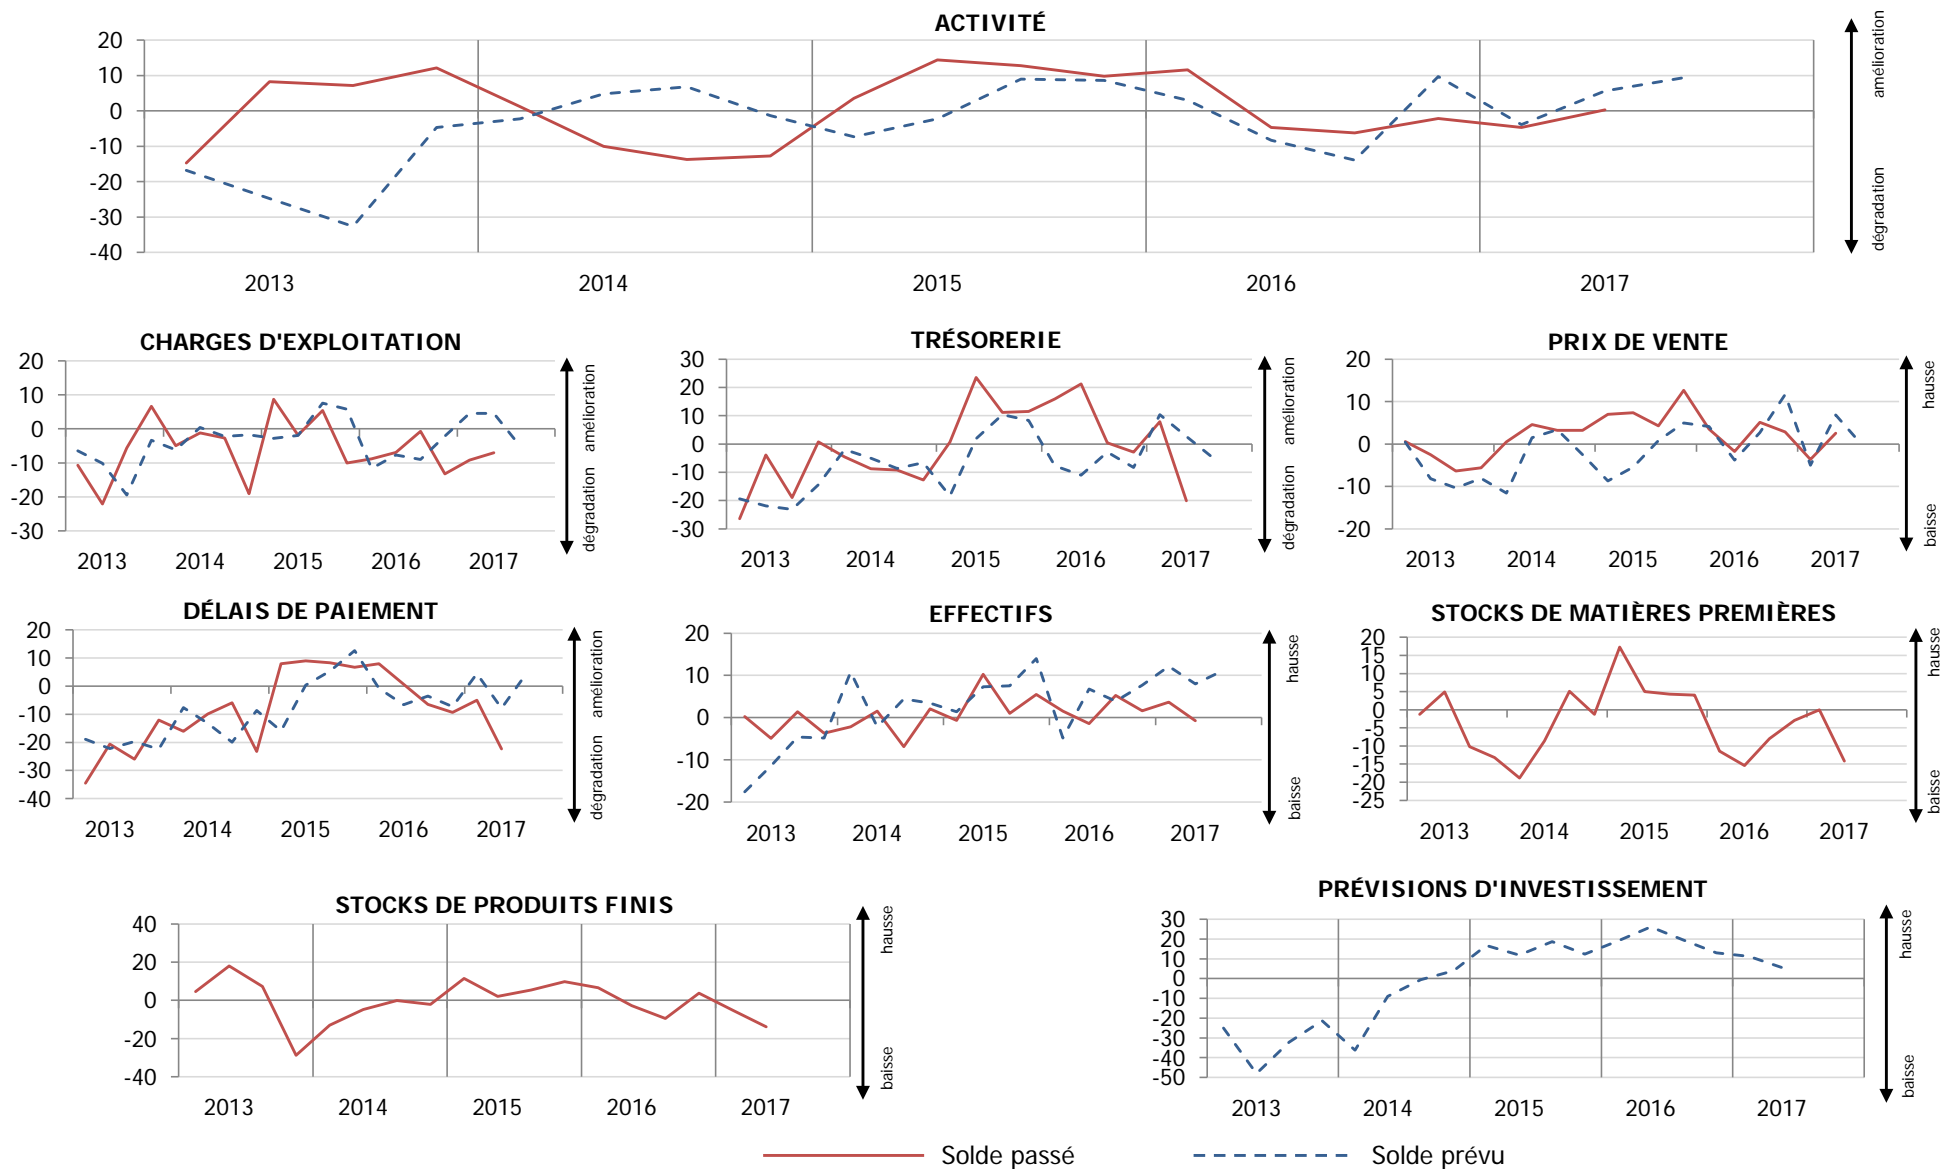 ACTIVITÉ
20
10
0
-10
-20
-30
-40
2013 2014 2015 2016 2017
amélioration
dégradation
CHARGES D'EXPLOITATION
20
10
0
-10
-20
-30
2013 2014 2015 2016 2017
amélioration
dégradation
TRÉSORERIE
30
20
10
0
-10
-20
-30
2013 2014 2015 2016 2017
amélioration
dégradation
PRIX DE VENTE
20
10
0
-10
-20
2013 2014 2015 2016 2017
hausse
baisse
DÉLAIS DE PAIEMENT
20
10
0
-10
-20
-30
-40
2013 2014 2015 2016 2017
amélioration
dégradation
EFFECTIFS
20
10
0
-10
-20
2013 2014 2015 2016 2017
hausse
baisse
STOCKS DE MATIÈRES PREMIÈRES
20
15
10
5
0
-5
-10
-15
-20
-25
2013 2014 2015 2016 2017
hausse
baisse
STOCKS DE PRODUITS FINIS
40
20
0
-20
-40
2013 2014 2015 2016 2017
hausse
baisse
PRÉVISIONS D'INVESTISSEMENT
30
20
10
0
-10
-20
-30
-40
-50
2013 2014 2015 2016 2017
hausse
baisse
Solde passé Solde prévu